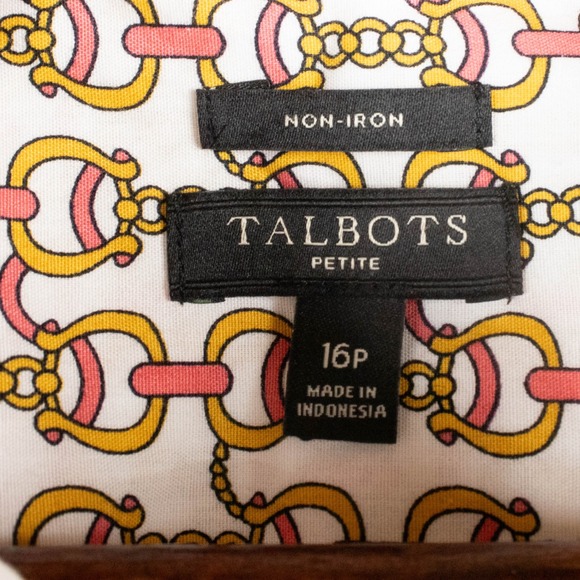 NON-IRON
TALBOTS
PETITE
16P
MADE IN
INDONESIA